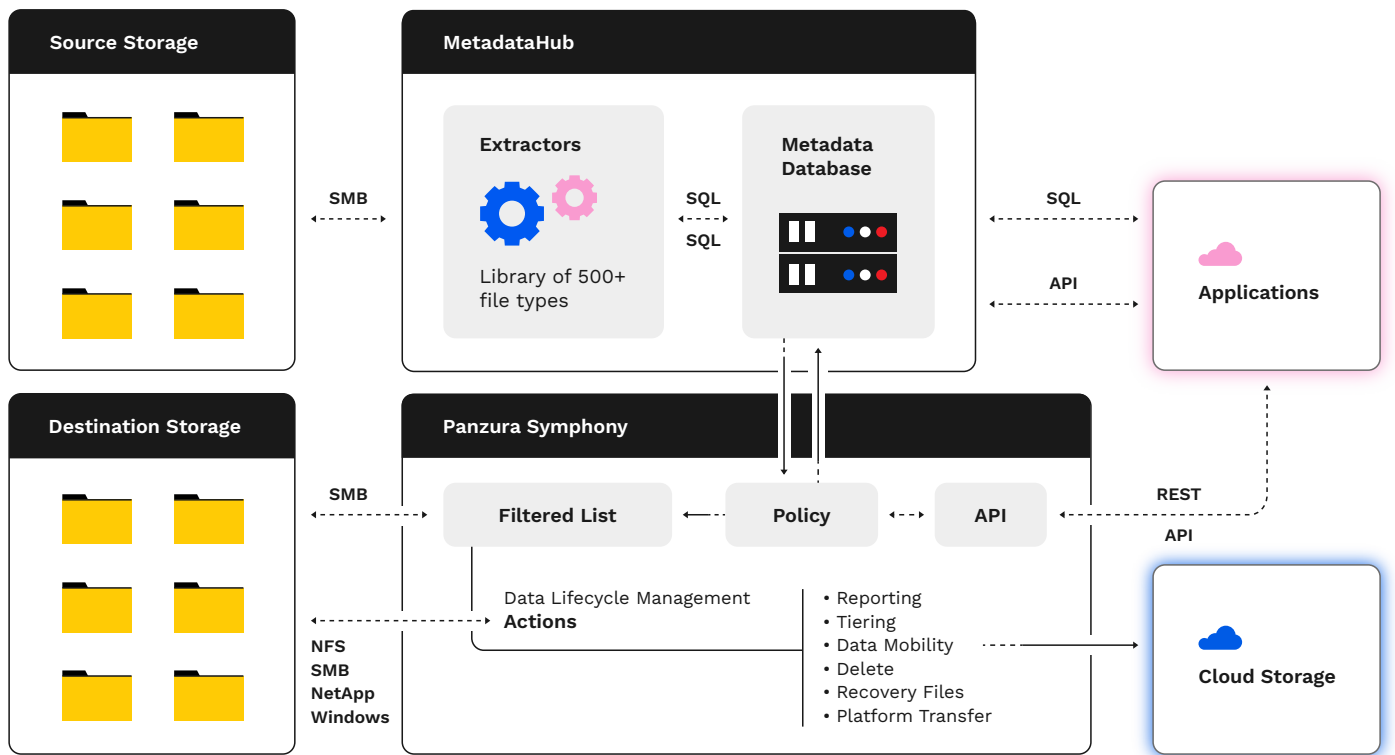 Source Storage
MetadataHub
Extractors
Library of 500+
file types
Metadata
Database
SMB
SQL
SQL
SQL
API
Applications
Destination Storage
Panzura Symphony
SMB
Filtered List
Policy
API
REST
API
Data Lifecycle Management
Actions
• Reporting
• Tiering
• Data Mobility
• Delete
• Recovery Files
• Platform Transfer
NFS
SMB
NetApp
Windows
Cloud Storage